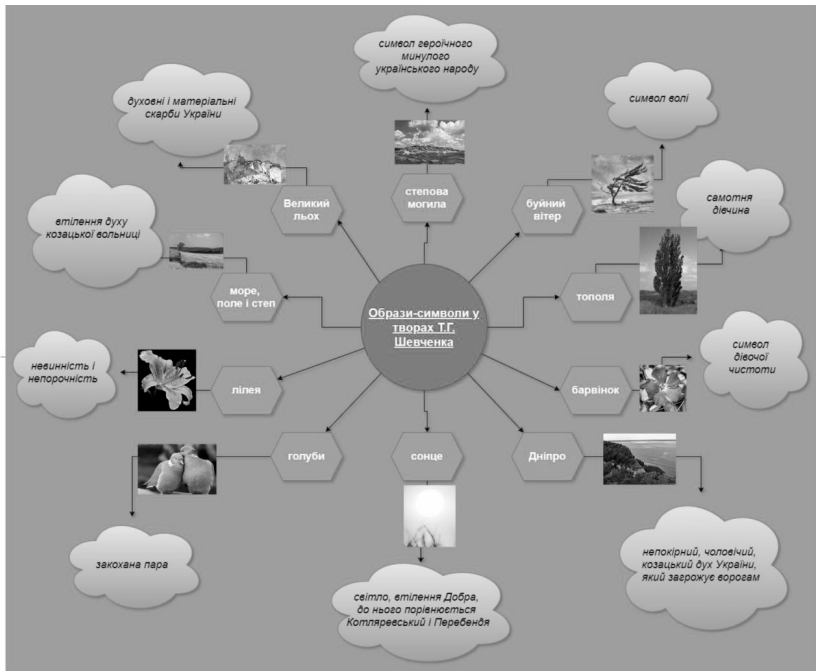 символ героїчного
минулого
українського народу
духовні і матеріальні
скарби України
символ волі
самотня
дівчина
Великий
льох
степова
могила
буйний
вітер
втілення духу
козацької вольниці
море,
поле і степ
тополя
Образи-символи у
творах Т.Г.
Шевченка
символ
дівочої
чистоти
невинність і
непорочність
лілея
барвінок
голуби
сонце
Дніпро
закохана пара
світло, втілення Добра,
до нього порівнюється
Котляревський і Перебендя
непокірний, чоловічий,
козацький дух України,
який загрожує ворогам